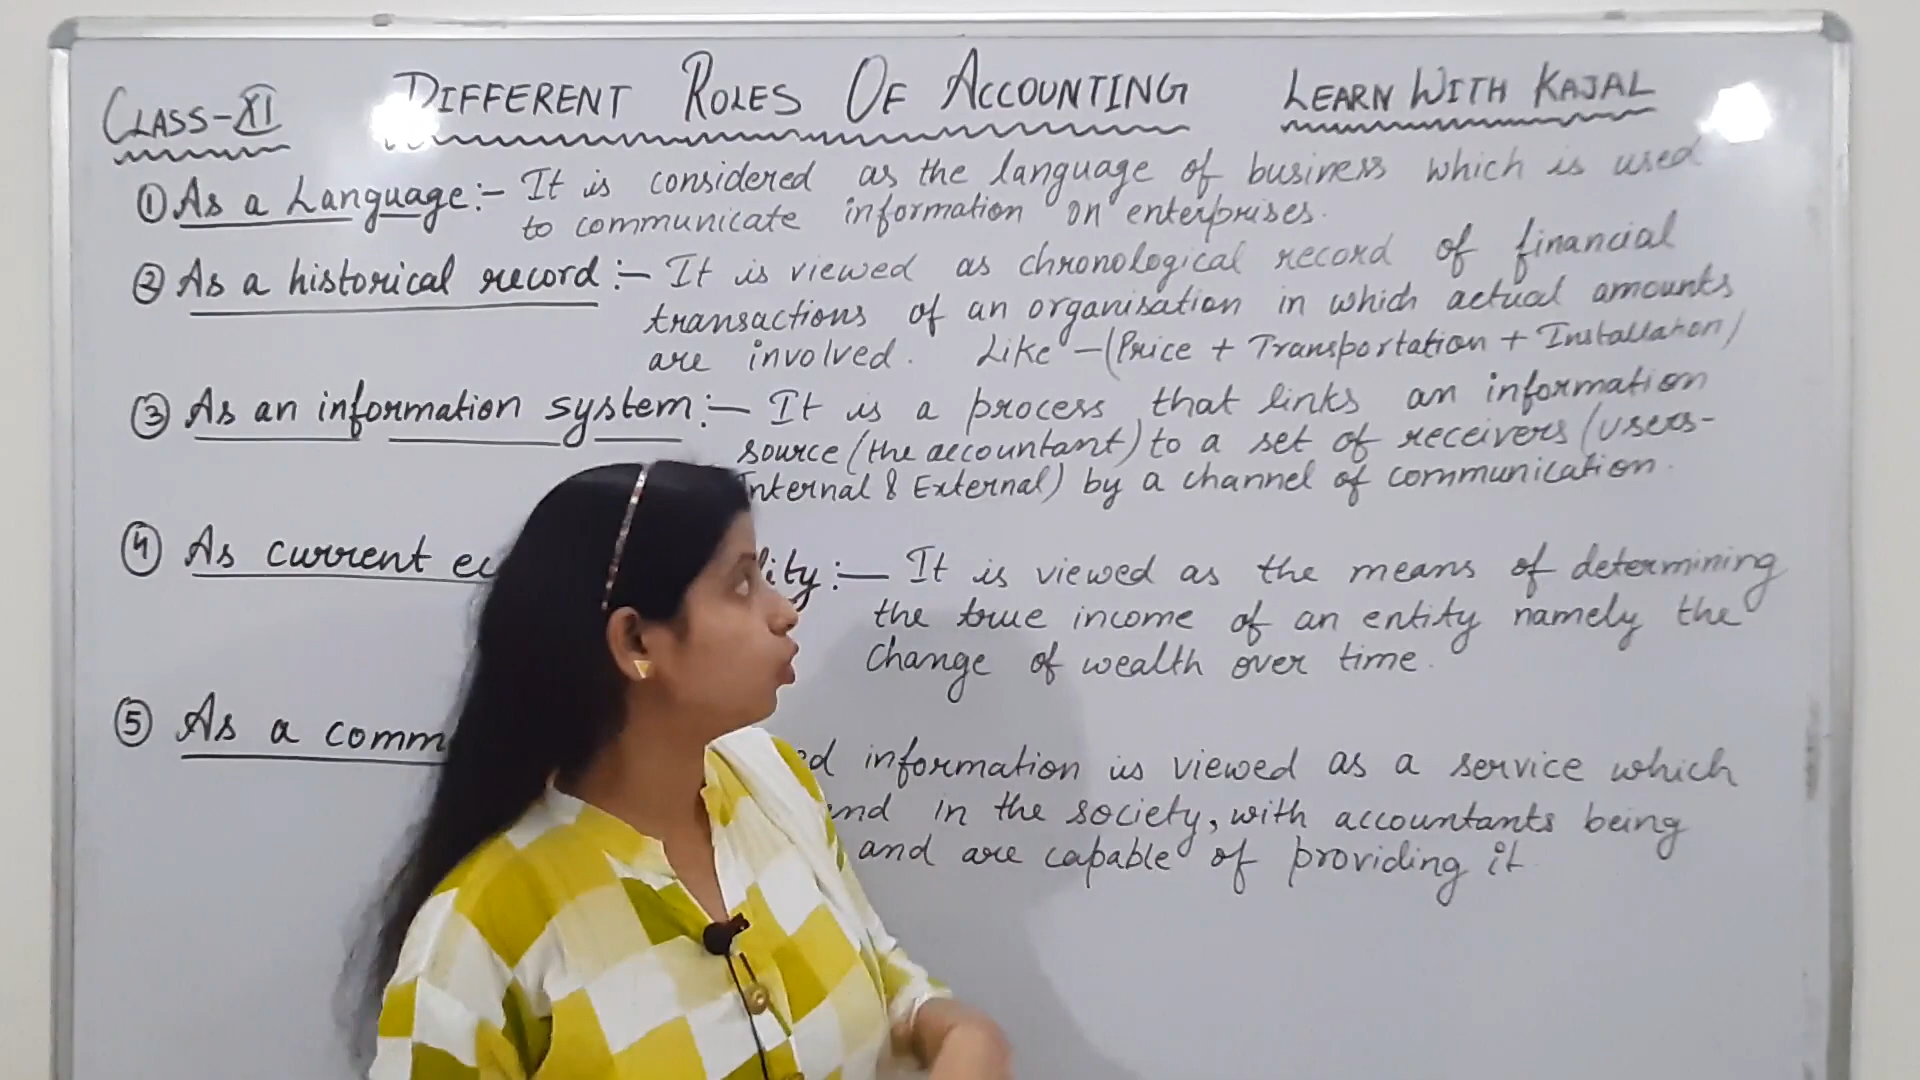 CLASS-XI DIFFERENT ROLES OF ACCOUNTING LEARN WITH KAJAL
① As a Language:- It is considered as the language of business which is used
to communicate information on enterprises.
② As a historical record:- It is viewed as chronological record of financial
transactions of an organisation in which actual amounts
are involved. Like -(Price + Transportation + Installation)
③ As an information system:- It is a process that links an information
source (the accountant) to a set of receivers (users-
Internal & External) by a channel of communication.
④ As current It is viewed as the means of determining
the true income of an entity namely the
change of wealth over time.
⑤ As a information is viewed as a service which
in the society, with accountants being
and are capable of providing it